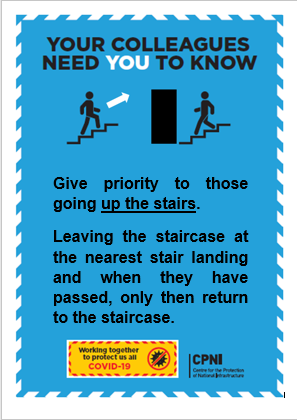 YOUR COLLEAGUES
NEED YOU TO KNOW
Give priority to those
going up the stairs.
Leaving the staircase at
the nearest stair landing
and when they have
passed, only then return
to the staircase.
Working together
to protect us all
COVID-19
CPNI
Centre for the Protection
of National Infrastructure